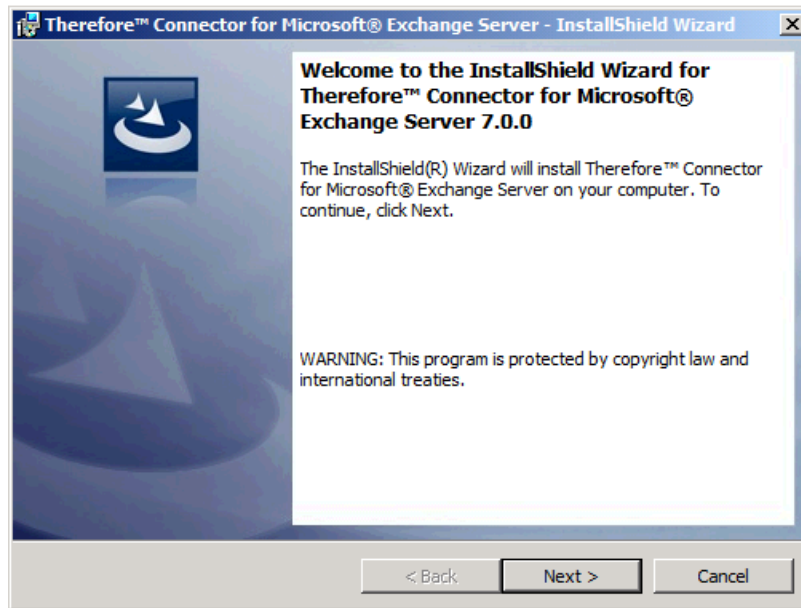 Therefore™ Connector for Microsoft® Exchange Server - InstallShield Wizard
Welcome to the InstallShield Wizard for
Therefore™ Connector for Microsoft®
Exchange Server 7.0.0
The InstallShield(R) Wizard will install Therefore™ Connector
for Microsoft® Exchange Server on your computer. To
continue, click Next.
WARNING: This program is protected by copyright law and
international treaties.
< Back
Next >
Cancel